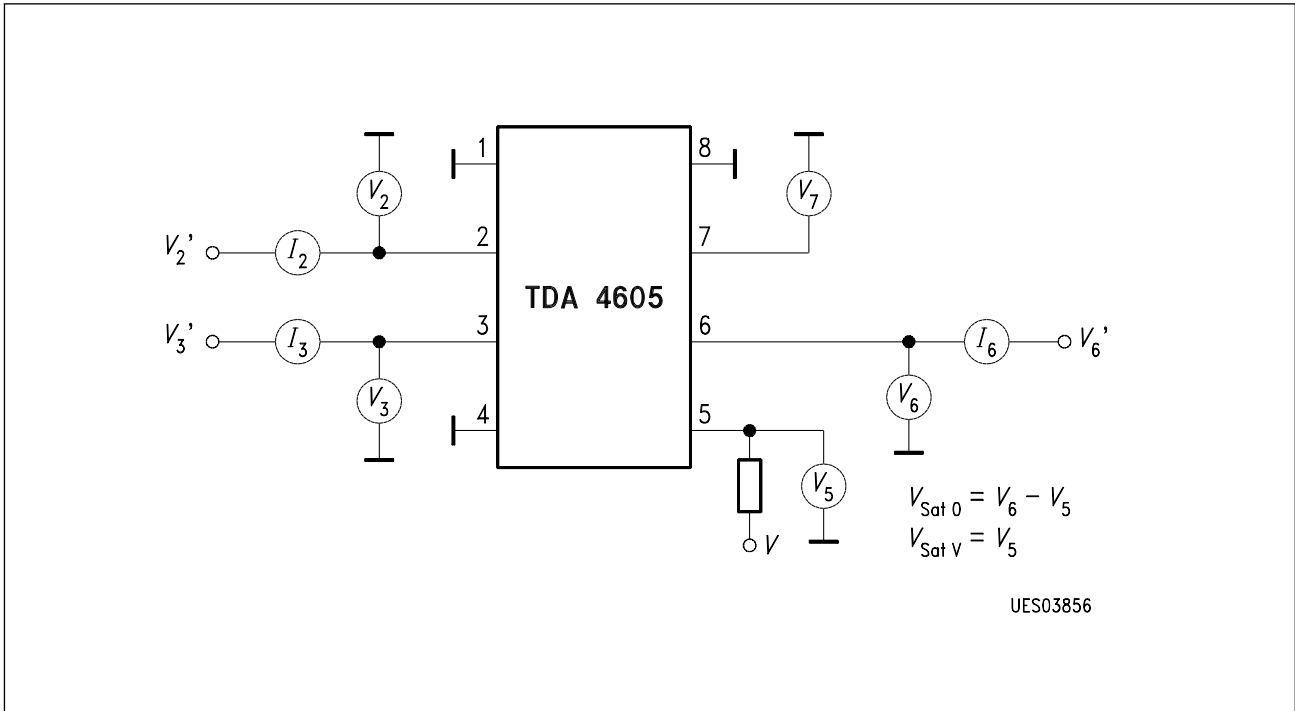 1
8
V2
V7
V2'
I2
2
7
TDA 4605
V3'
I3
3
6
I6
V6'
V3
V6
4
5
V5
V
VSat 0 = V6 – V5
VSat V = V5
UES03856